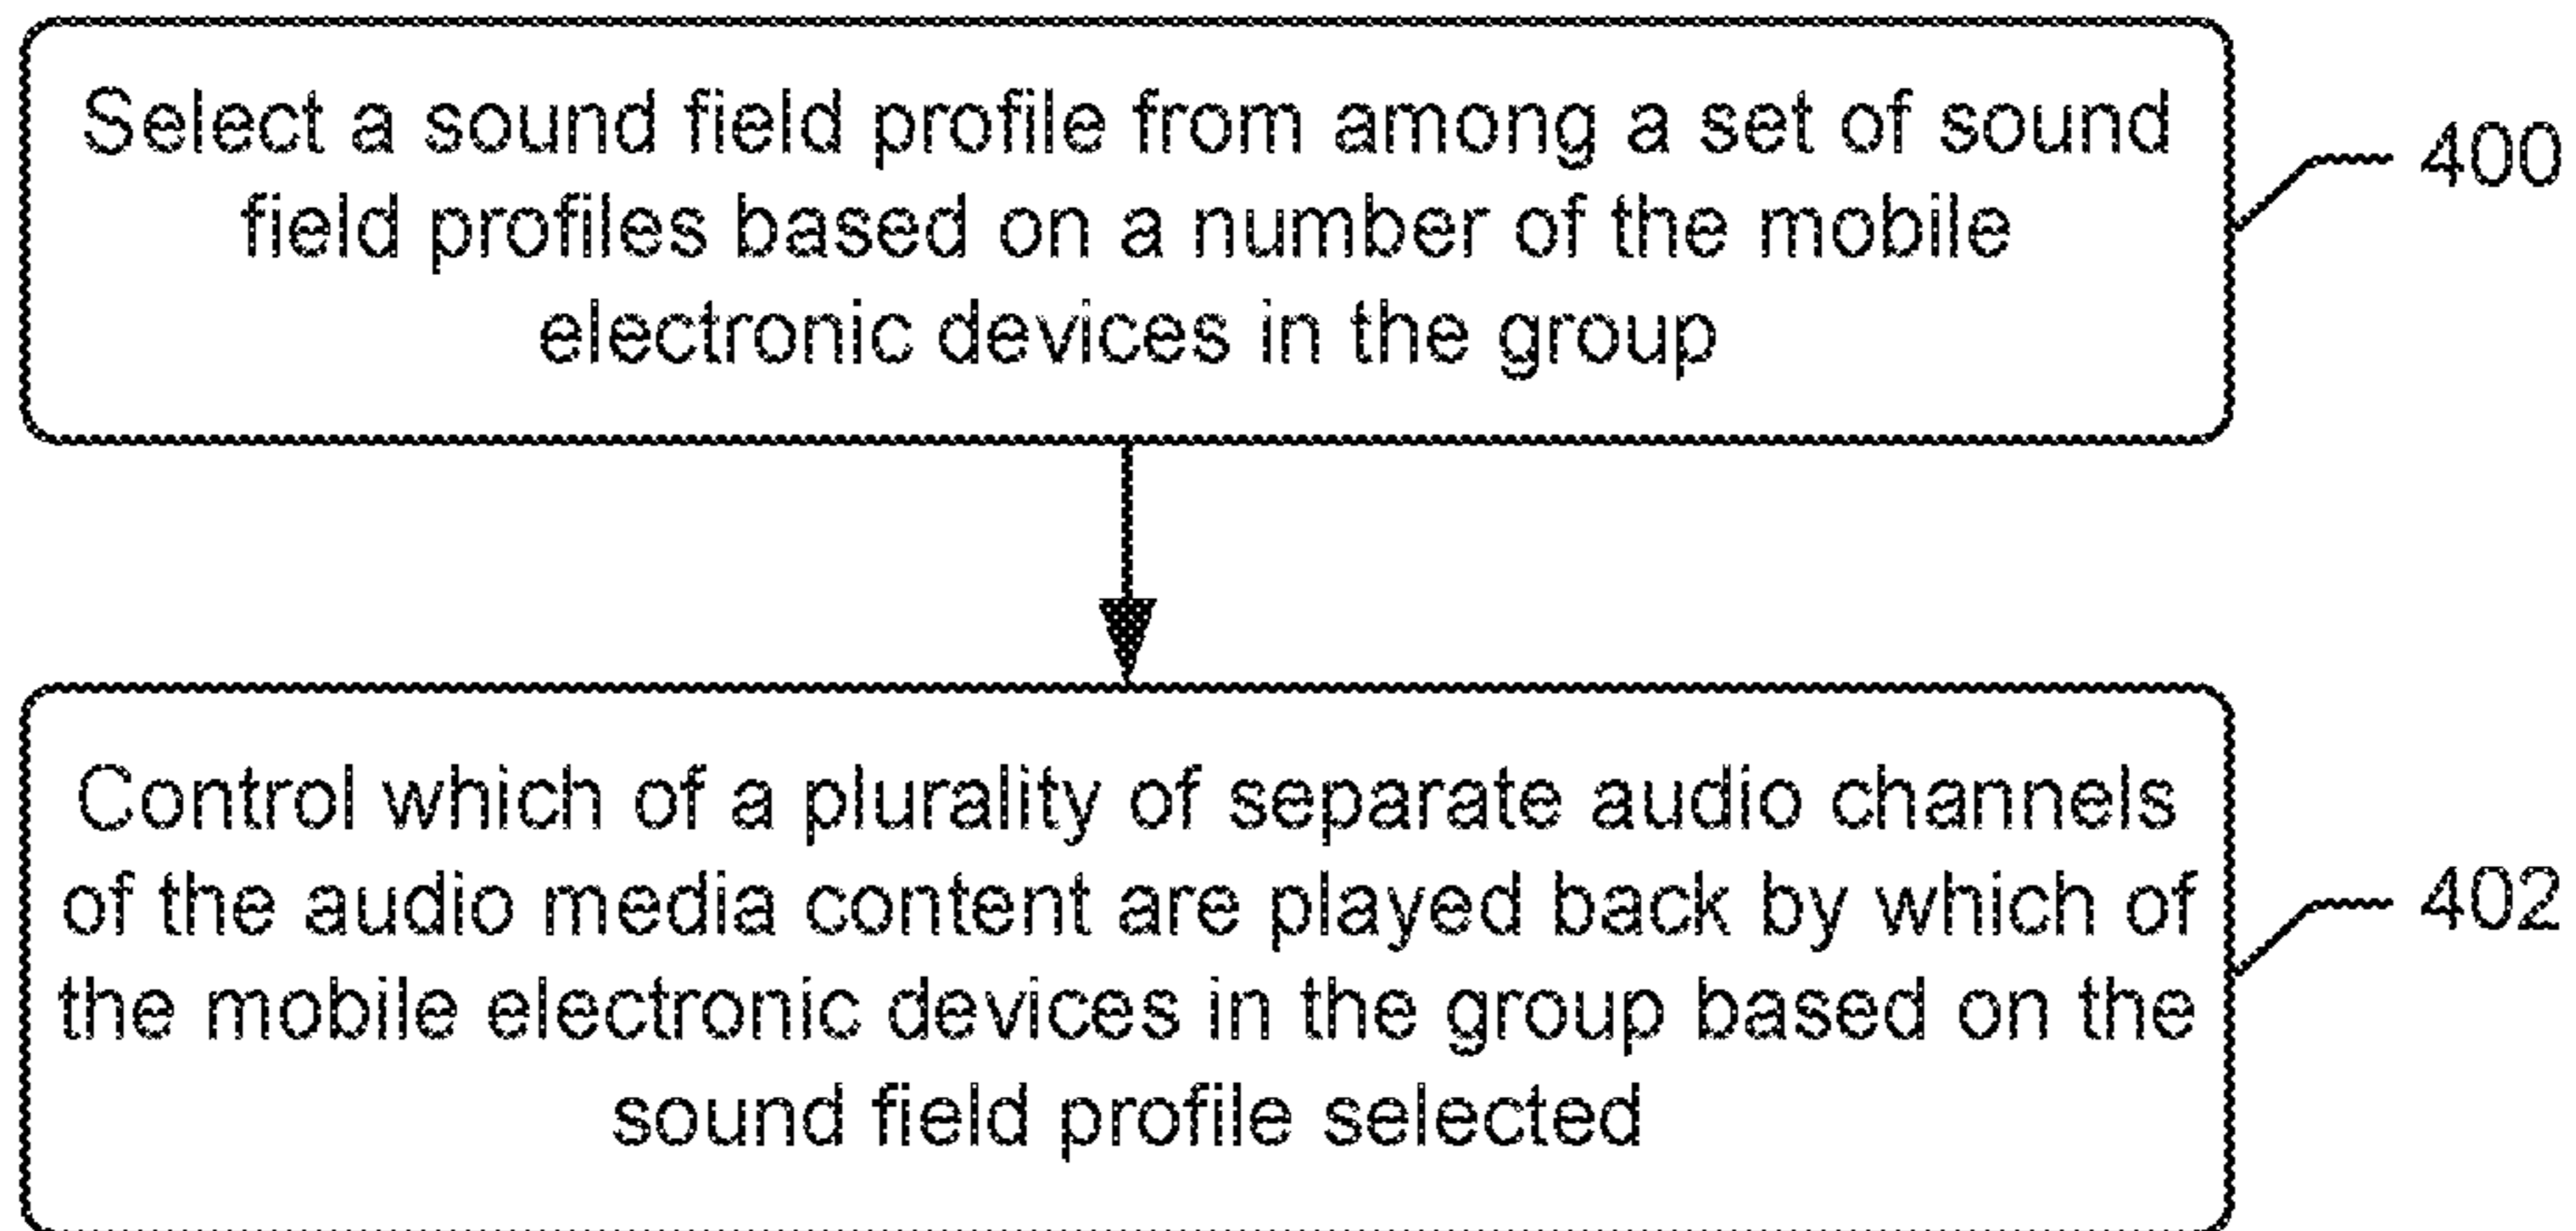 Select a sound field profile from among a set of sound
field profiles based on a number of the mobile
electronic devices in the group
400
Control which of a plurality of separate audio channels
of the audio media content are played back by which of
the mobile electronic devices in the group based on the
sound field profile selected
402